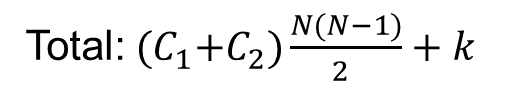 Total: (C₁+C₂) N(N−1)/2 + k